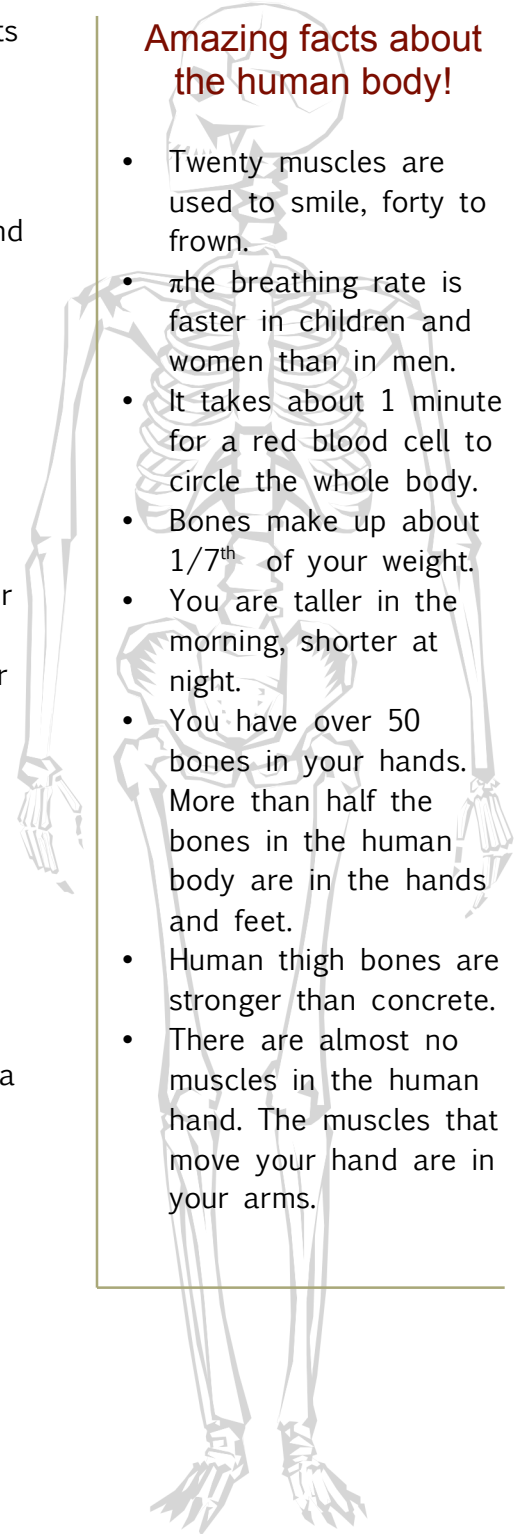 ts
nd
r
r
a
Amazing facts about
the human body!
• Twenty muscles are
used to smile, forty to
frown.
• πhe breathing rate is
faster in children and
women than in men.
• It takes about 1 minute
for a red blood cell to
circle the whole body.
• Bones make up about
1/7th of your weight.
• You are taller in the
morning, shorter at
night.
• You have over 50
bones in your hands.
More than half the
bones in the human
body are in the hands
and feet.
• Human thigh bones are
stronger than concrete.
• There are almost no
muscles in the human
hand. The muscles that
move your hand are in
your arms.